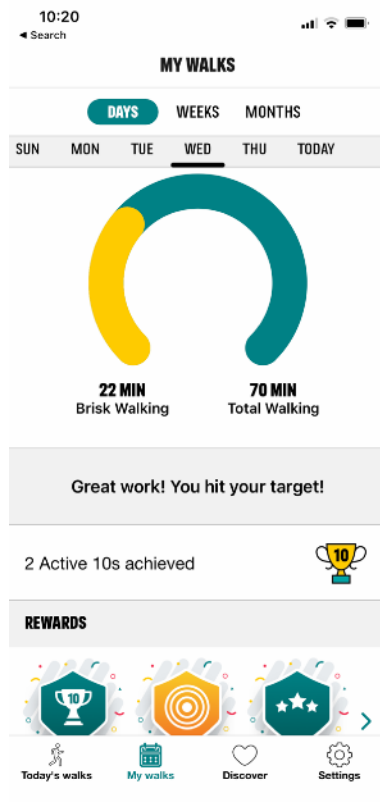 10:20
◀ Search
MY WALKS
DAYS WEEKS MONTHS
SUN MON TUE WED THU TODAY
22 MIN 70 MIN
Brisk Walking Total Walking
Great work! You hit your target!
2 Active 10s achieved 10
REWARDS
10
Today's walks My walks Discover Settings